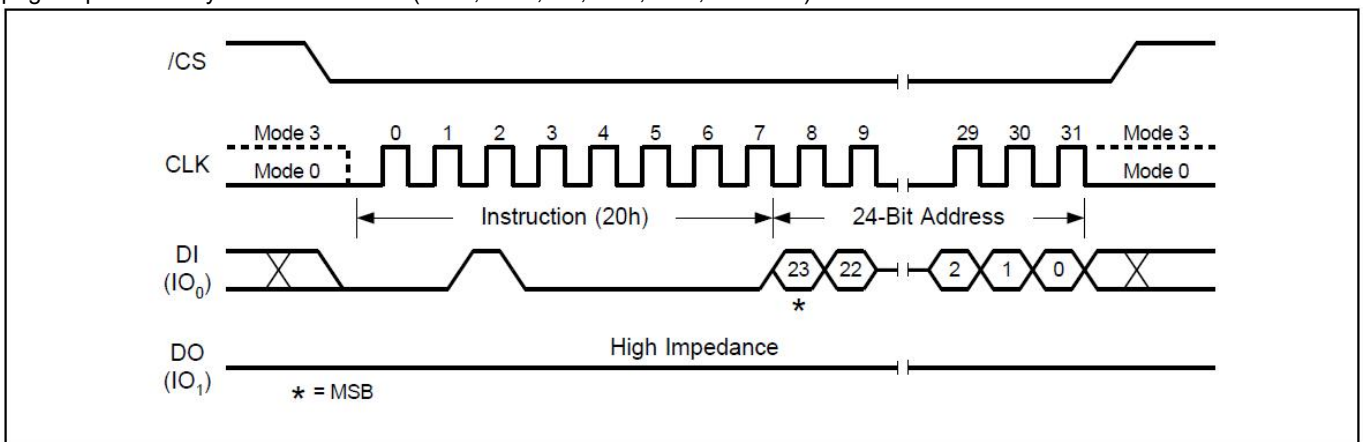 /CS
Mode 3 0 1 2 3 4 5 6 7 8 9 29 30 31 Mode 3
CLK
Mode 0 Mode 0
Instruction (20h) 24-Bit Address
DI
(IO0)
23 22 2 1 0
*
High Impedance
DO
(IO1)
* = MSB